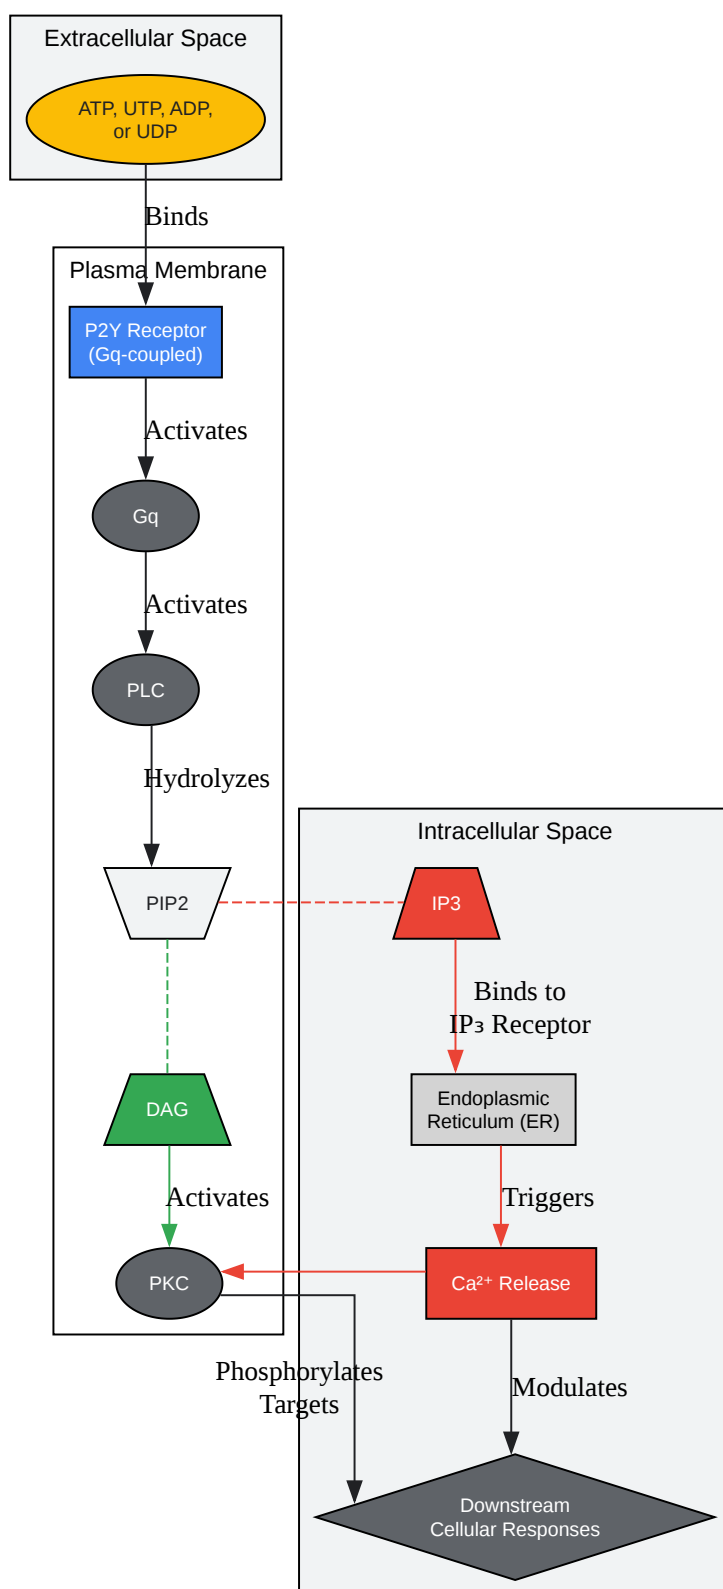 Extracellular Space
ATP, UTP, ADP,
or UDP
Binds
Plasma Membrane
P2Y Receptor
(Gq-coupled)
Activates
Gq
Activates
PLC
Hydrolyzes
Intracellular Space
PIP2
IP3
Binds to
IP₃ Receptor
DAG
Endoplasmic
Reticulum (ER)
Activates
Triggers
PKC
Ca²⁺ Release
Phosphorylates
Targets
Modulates
Downstream
Cellular Responses